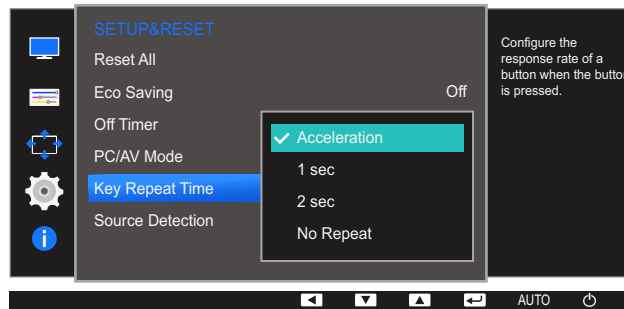 SETUP&RESET
Reset All
Eco Saving Off
Off Timer
PC/AV Mode
Key Repeat Time
Source Detection
Acceleration
1 sec
2 sec
No Repeat
Configure the
response rate of a
button when the button
is pressed.
AUTO